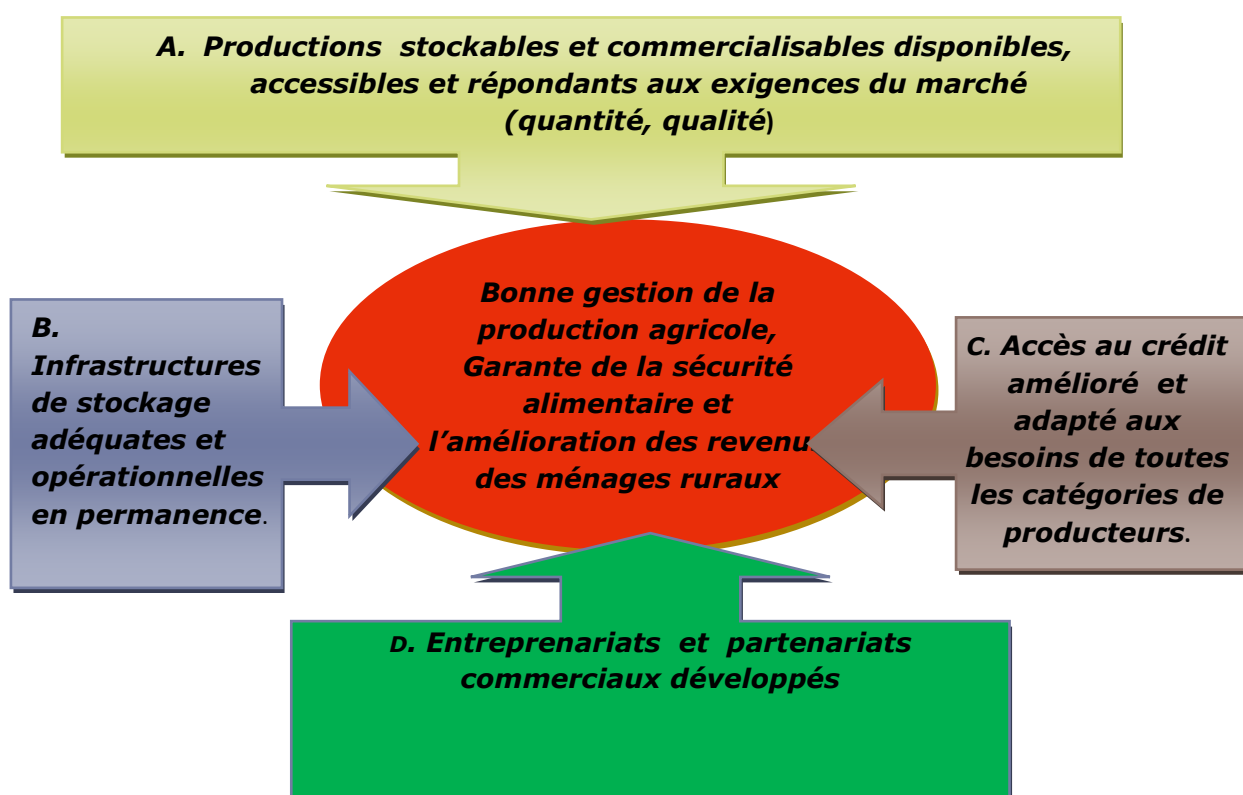 A. Productions stockables et commercialisables disponibles,
accessibles et répondants aux exigences du marché
(quantité, qualité)
Bonne gestion de la
production agricole,
Garante de la sécurité
alimentaire et
l’amélioration des revenu
des ménages ruraux
B.
Infrastructures
de stockage
adéquates et
opérationnelles
en permanence.
C. Accès au crédit
amélioré et
adapté aux
besoins de toutes
les catégories de
producteurs.
D. Entreprenariats et partenariats
commerciaux développés